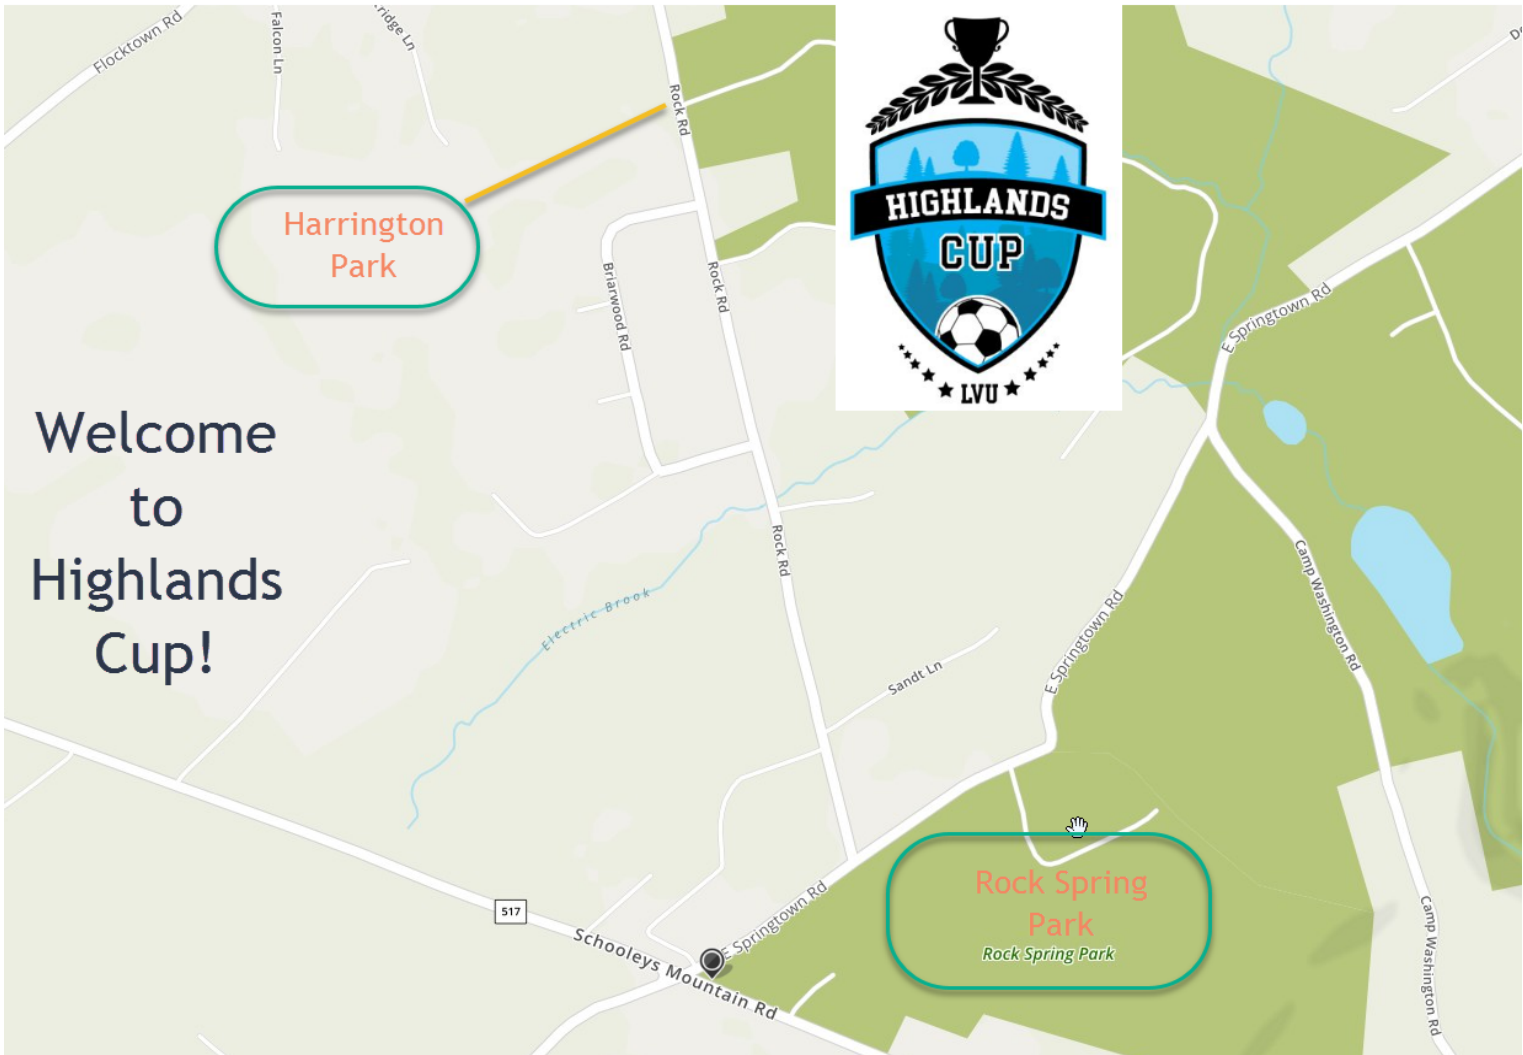 Flocktown Rd
Falcon Ln
Rock Rd
HIGHLANDS
CUP
LVU
Harrington
Park
Briarwood Rd
Rock Rd
E Springtown Rd
Welcome
to
Highlands
Cup!
Rock Rd
Electric Brook
Camp Washington Rd
E Springtown Rd
Sandt Ln
Rock Spring
Park
Rock Spring Park
517
E Springtown Rd
Schooleys Mountain Rd
Camp Washington Rd